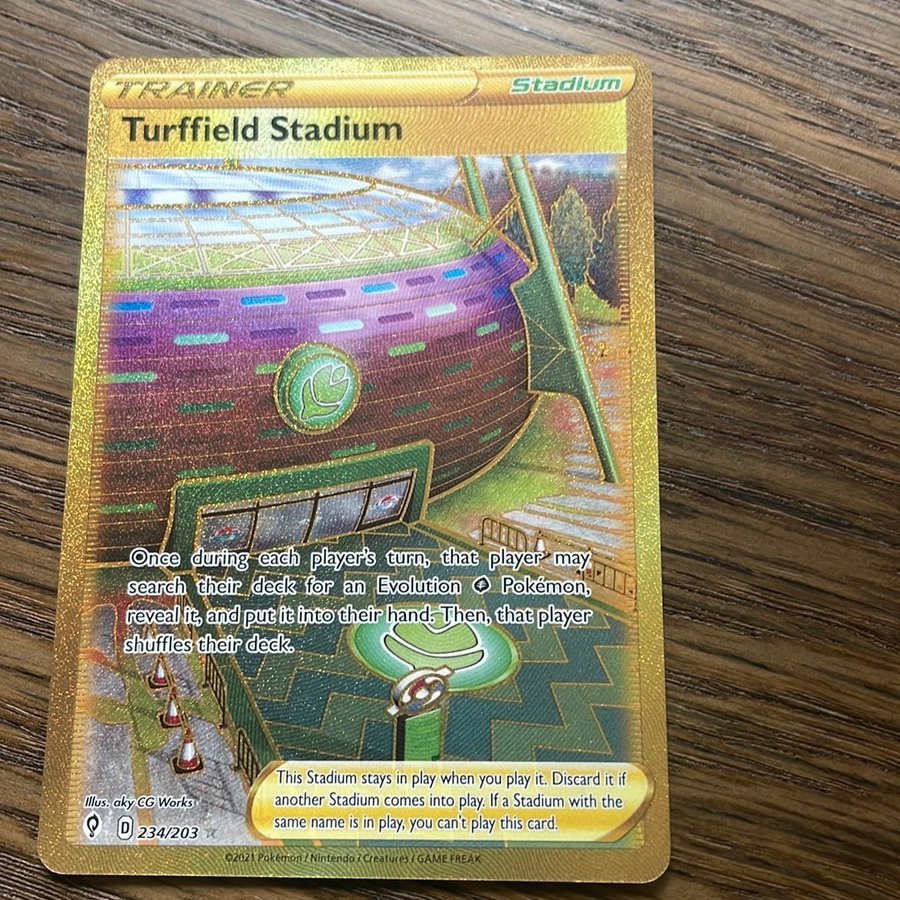 TRAINER Stadium
Turffield Stadium
Once during each player's turn, that player may
search their deck for an Evolution Pokémon,
reveal it, and put it into their hand. Then, that player
shuffles their deck.
This Stadium stays in play when you play it. Discard it if
another Stadium comes into play. If a Stadium with the
same name is in play, you can't play this card.
Illus. aky CG Works
D 234/203
©2021 Pokémon / Nintendo / Creatures / GAME FREAK